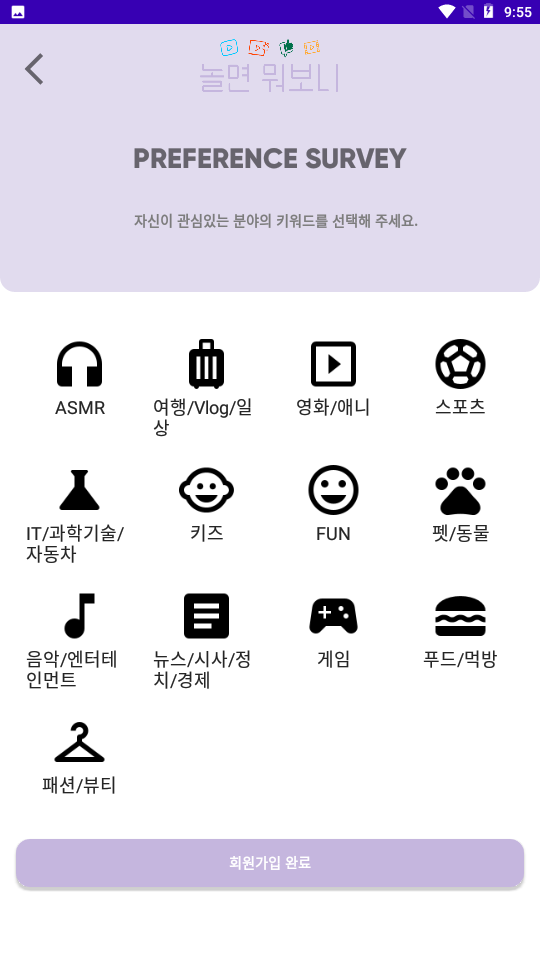 9:55
놀면 뭐보니
PREFERENCE SURVEY
자신이 관심있는 분야의 키워드를 선택해 주세요.
ASMR
여행/Vlog/일
상
영화/애니
스포츠
IT/과학기술/
자동차
키즈
FUN
펫/동물
음악/엔터테
인먼트
뉴스/시사/정
치/경제
게임
푸드/먹방
패션/뷰티
회원가입 완료